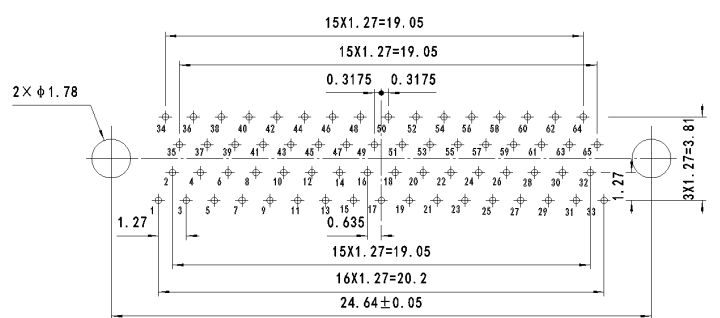 15X1.27=19.05
15X1.27=19.05
0.3175 0.3175
2×φ1.78
34 36 38 40 42 44 46 48 50 52 54 56 58 60 62 64
35 37 39 41 43 45 47 49 51 53 55 57 59 61 63 65
2 4 6 8 10 12 14 16 18 20 22 24 26 28 30 32
1 3 5 7 9 11 13 15 17 19 21 23 25 27 29 31 33
1.27
3X1.27=3.81
1.27 0.635
15X1.27=19.05
16X1.27=20.2
24.64±0.05